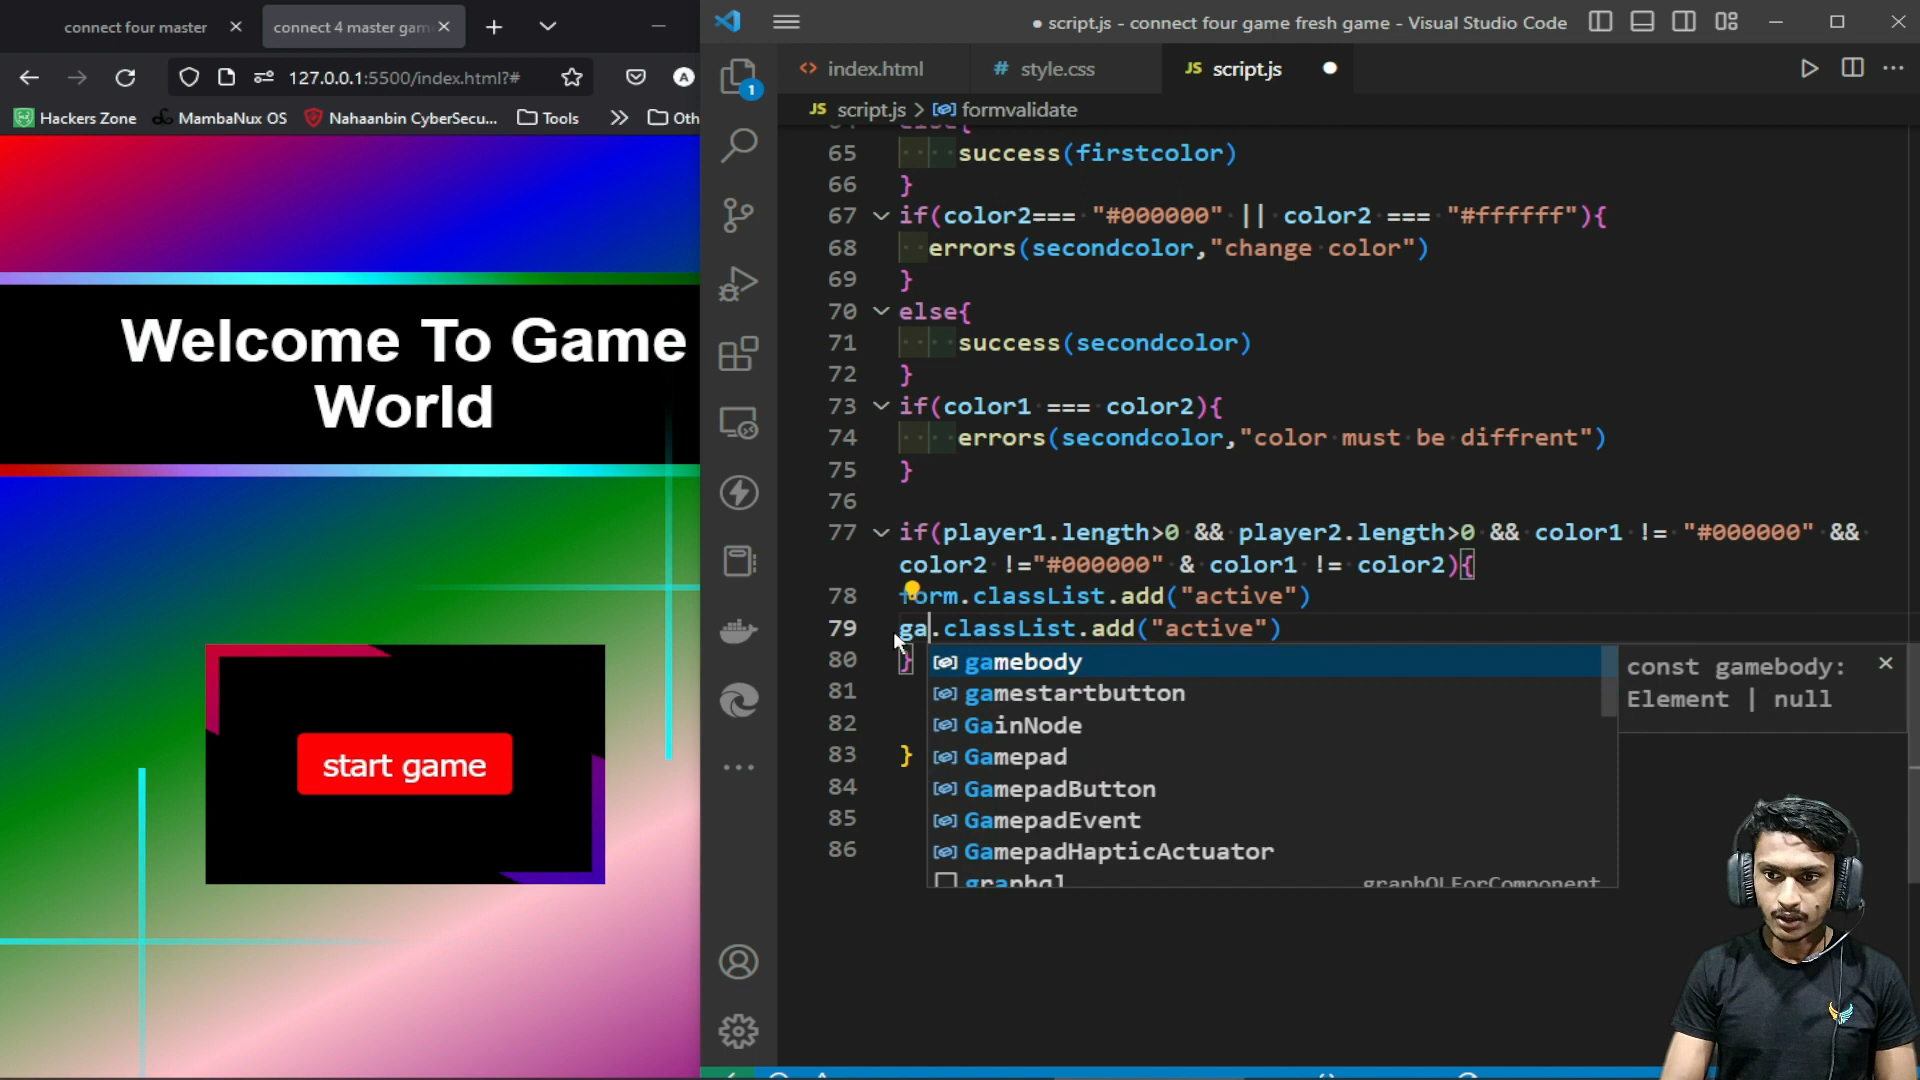 connect four master
connect 4 master gam
script.js - connect four game fresh game - Visual Studio Code
127.0.0.1:5500/index.html?#
A
Hackers Zone
MambaNux OS
Nahaanbin CyberSecu...
Tools
Oth
1
index.html
# style.css
JS script.js
JS script.js > formvalidate
65 success(firstcolor)
66 }
67 if(color2=== "#000000" || color2 === "#ffffff"){
68 errors(secondcolor,"change color")
69 }
70 else{
71 success(secondcolor)
72 }
73 if(color1 === color2){
74 errors(secondcolor,"color must be diffrent")
75 }
76
77 if(player1.length>0 && player2.length>0 && color1 != "#000000" &&
color2 !="#000000" & color1 != color2){
78 form.classList.add("active")
79 ga.classList.add("active")
80 }
81
82
83 }
84
85
86
gamebody
gamestartbutton
GainNode
Gamepad
GamepadButton
GamepadEvent
GamepadHapticActuator
graphql graphQLForComponent
const gamebody:
Element | null
Welcome To Game
World
start game